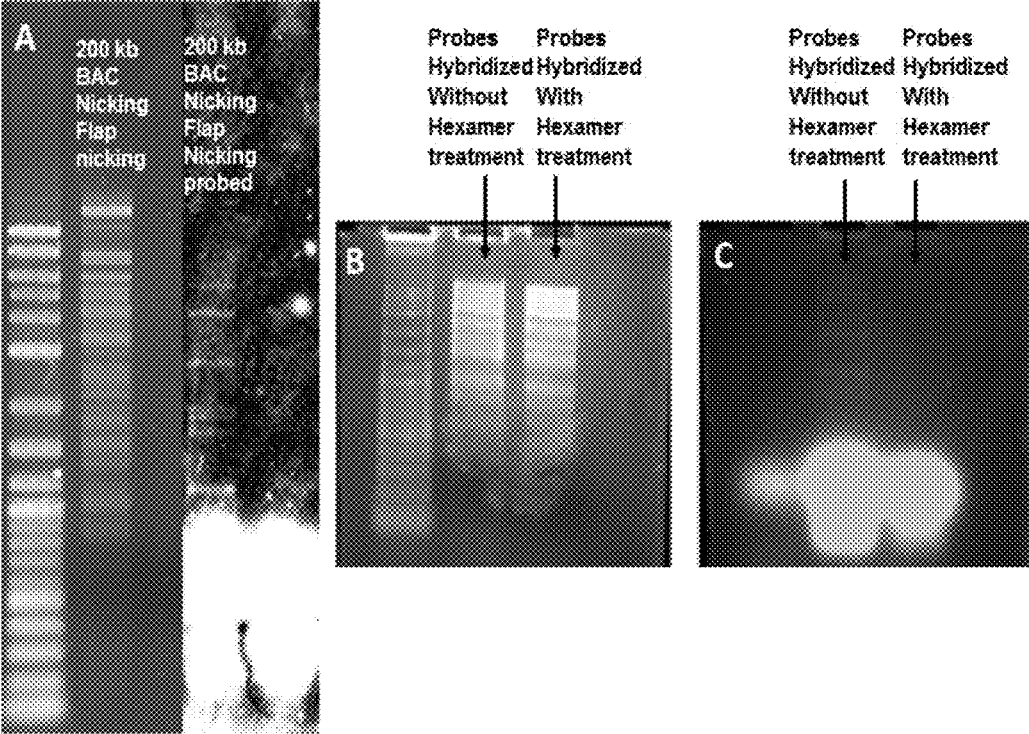 A
200 kb
BAC
Nicking
Flap
nicking
200 kb
BAC
Nicking
Flap
Nicking
probed
Probes
Hybridized
Without
Hexamer
treatment
Probes
Hybridized
With
Hexamer
treatment
B
Probes
Hybridized
Without
Hexamer
treatment
Probes
Hybridized
With
Hexamer
treatment
C